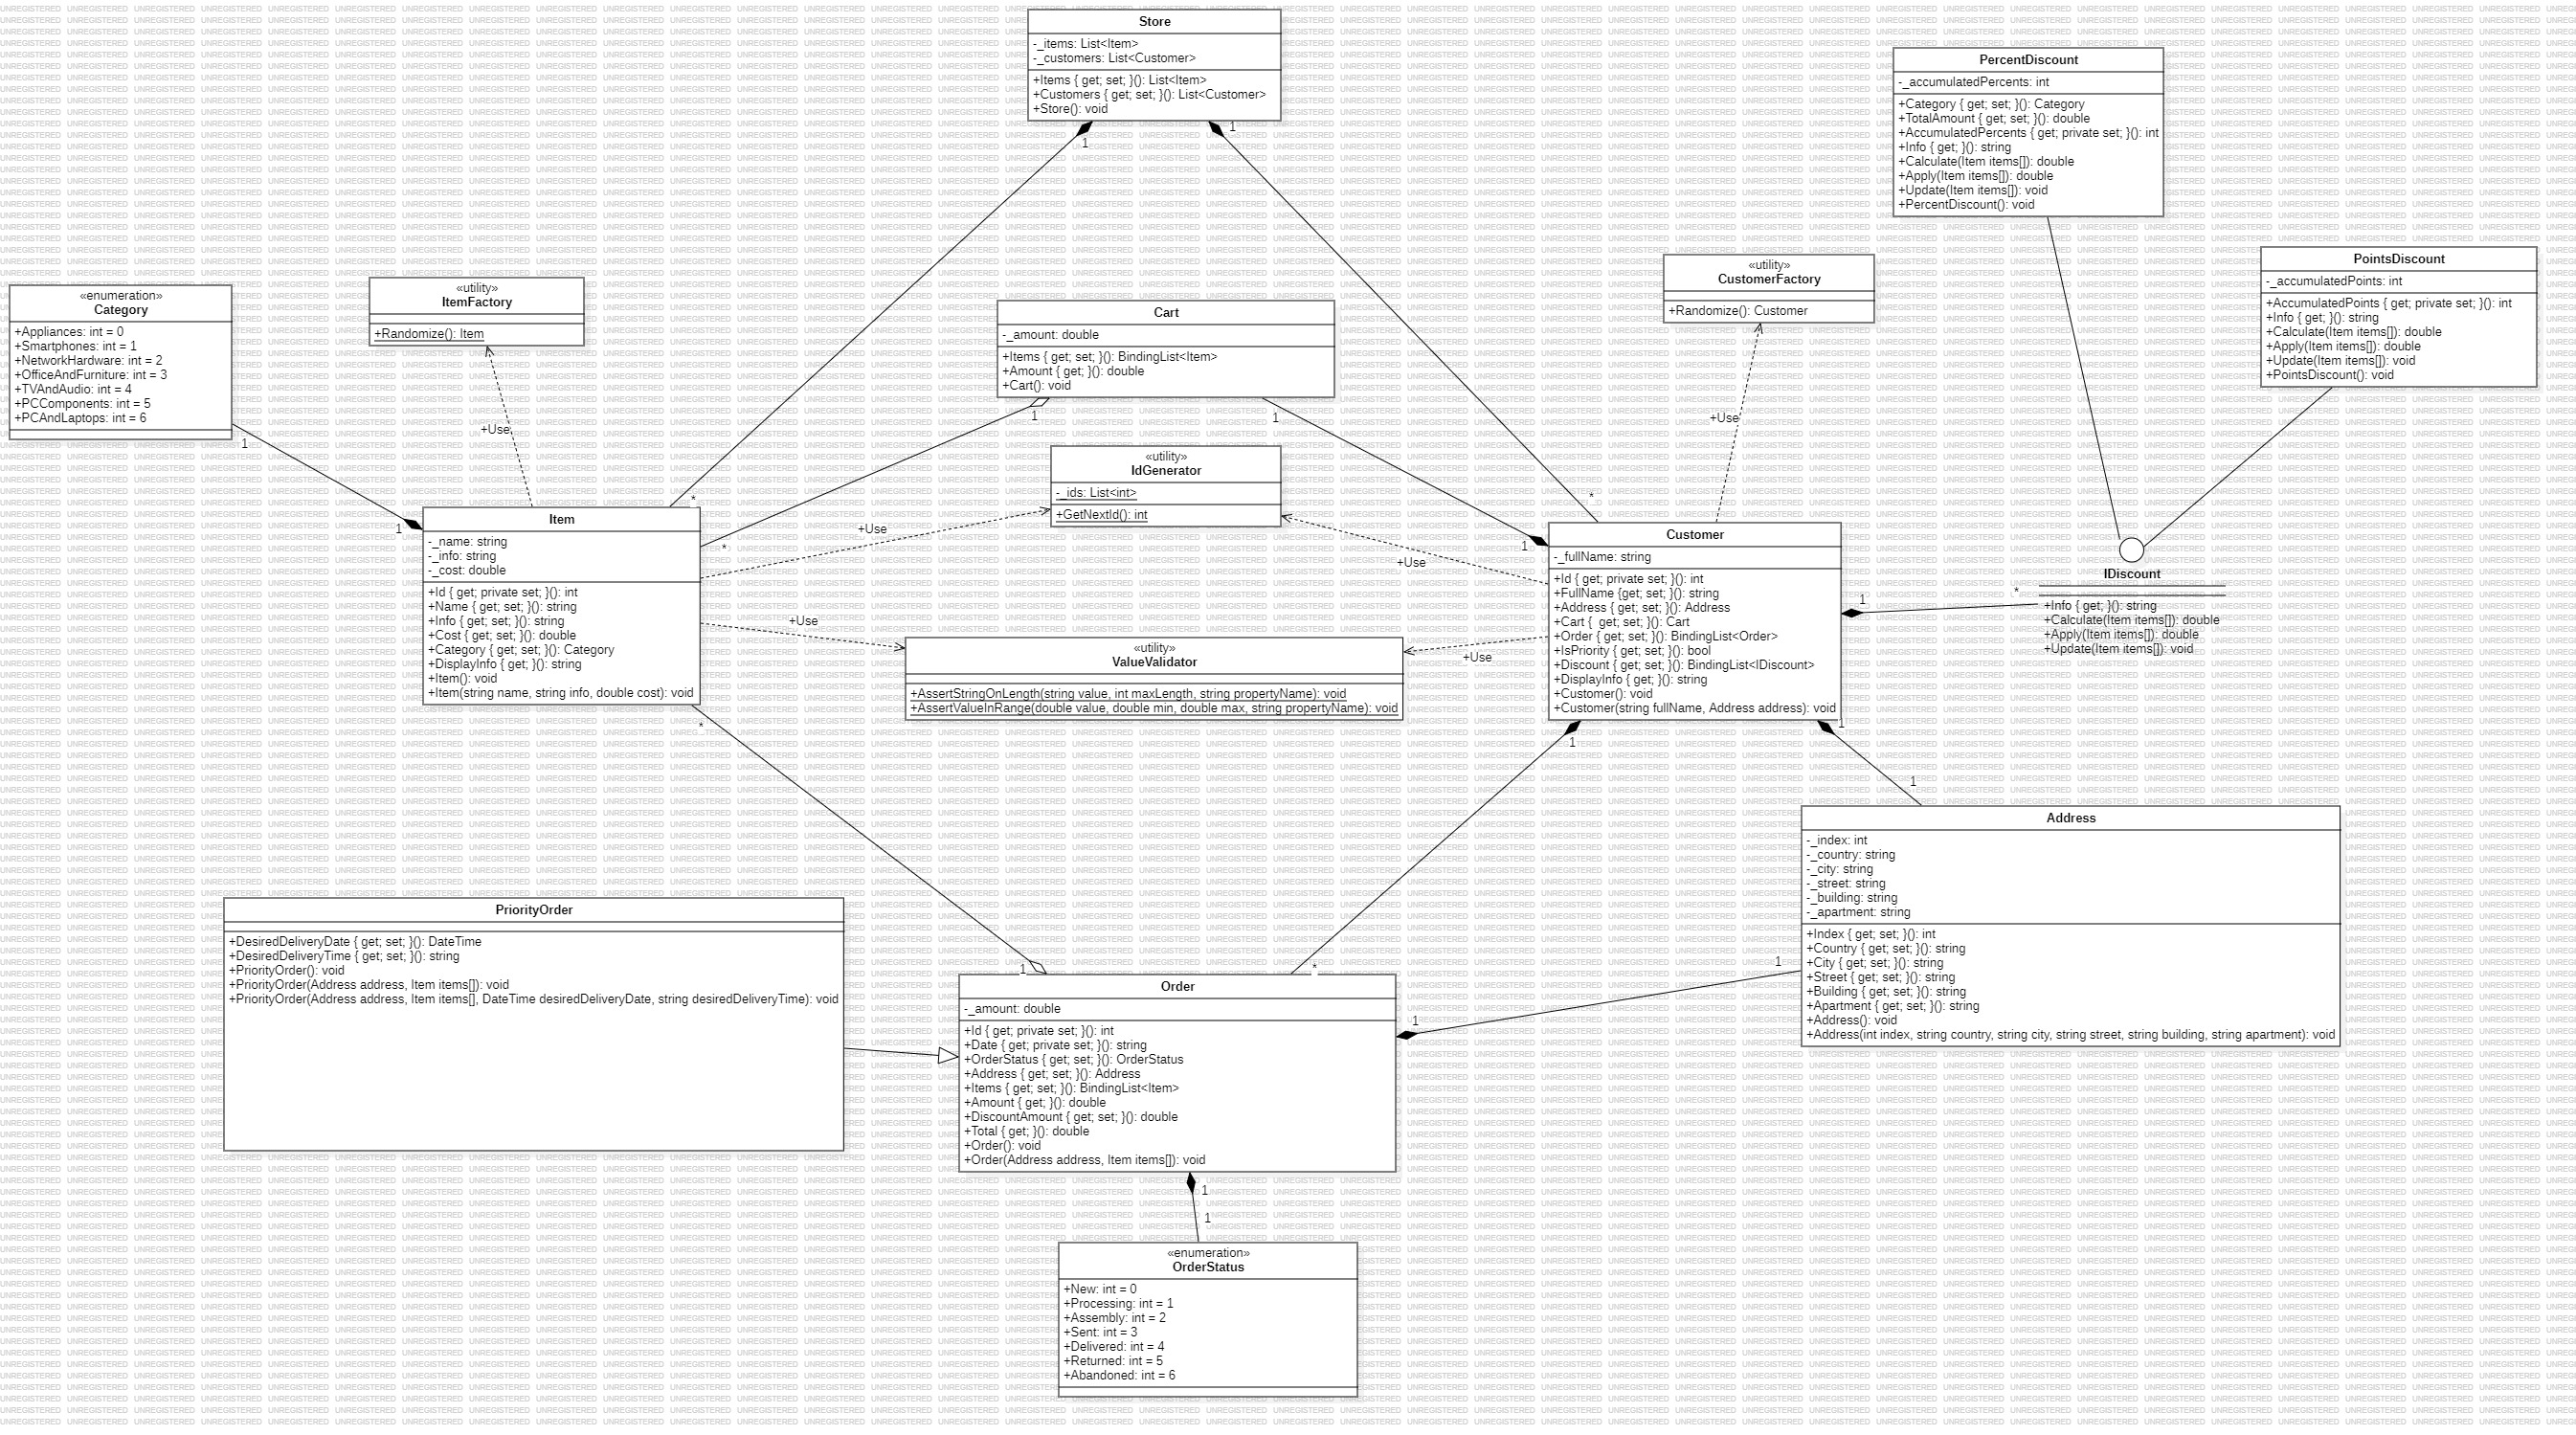 Store
-_items: List<Item>
-_customers: List<Customer>
+Items { get; set; }(): List<Item>
+Customers { get; set; }(): List<Customer>
+Store(): void
1
1
PercentDiscount
-_accumulatedPercents: int
+Category { get; set; }(): Category
+TotalAmount { get; set; }(): double
+AccumulatedPercents { get; private set; }(): int
+Info { get; }(): string
+Calculate(Item items[]): double
+Apply(Item items[]): double
+Update(Item items[]): void
+PercentDiscount(): void
PointsDiscount
-_accumulatedPoints: int
+AccumulatedPoints { get; private set; }(): int
+Info { get; }(): string
+Calculate(Item items[]): double
+Apply(Item items[]): double
+Update(Item items[]): void
+PointsDiscount(): void
«enumeration»
Category
+Appliances: int = 0
+Smartphones: int = 1
+NetworkHardware: int = 2
+OfficeAndFurniture: int = 3
+TVAndAudio: int = 4
+PCComponents: int = 5
+PCAndLaptops: int = 6
1
1
«utility»
ItemFactory
+Randomize(): Item
+Use
Cart
-_amount: double
+Items { get; set; }(): BindingList<Item>
+Amount { get; }(): double
+Cart(): void
1
1
«utility»
CustomerFactory
+Randomize(): Customer
+Use
«utility»
IdGenerator
-_ids: List<int>
+GetNextId(): int
+Use
+Use
*
*
*
1
Item
-_name: string
-_info: string
-_cost: double
+Id { get; private set; }(): int
+Name { get; set; }(): string
+Info { get; set; }(): string
+Cost { get; set; }(): double
+Category { get; set; }(): Category
+DisplayInfo { get; }(): string
+Item(): void
+Item(string name, string info, double cost): void
*
+Use
«utility»
ValueValidator
+AssertStringOnLength(string value, int maxLength, string propertyName): void
+AssertValueInRange(double value, double min, double max, string propertyName): void
+Use
Customer
-_fullName: string
+Id { get; private set; }(): int
+FullName {get; set; }(): string
+Address { get; set; }(): Address
+Cart {  get; set; }(): Cart
+Order { get; set; }(): BindingList<Order>
+IsPriority { get; set; }(): bool
+Discount { get; set; }(): BindingList<IDiscount>
+DisplayInfo { get; }(): string
+Customer(): void
+Customer(string fullName, Address address): void
1
*
1
1
1
IDiscount
+Info { get; }(): string
+Calculate(Item items[]): double
+Apply(Item items[]): double
+Update(Item items[]): void
Address
-_index: int
-_country: string
-_city: string
-_street: string
-_building: string
-_apartment: string
+Index { get; set; }(): int
+Country { get; set; }(): string
+City { get; set; }(): string
+Street { get; set; }(): string
+Building { get; set; }(): string
+Apartment { get; set; }(): string
+Address(): void
+Address(int index, string country, string city, string street, string building, string apartment): void
PriorityOrder
+DesiredDeliveryDate { get; set; }(): DateTime
+DesiredDeliveryTime { get; set; }(): string
+PriorityOrder(): void
+PriorityOrder(Address address, Item items[]): void
+PriorityOrder(Address address, Item items[], DateTime desiredDeliveryDate, string desiredDeliveryTime): void
1
*
1
1
Order
-_amount: double
+Id { get; private set; }(): int
+Date { get; private set; }(): string
+OrderStatus { get; set; }(): OrderStatus
+Address { get; set; }(): Address
+Items { get; set; }(): BindingList<Item>
+Amount { get; }(): double
+DiscountAmount { get; set; }(): double
+Total { get; }(): double
+Order(): void
+Order(Address address, Item items[]): void
1
1
«enumeration»
OrderStatus
+New: int = 0
+Processing: int = 1
+Assembly: int = 2
+Sent: int = 3
+Delivered: int = 4
+Returned: int = 5
+Abandoned: int = 6
UNREGISTERED